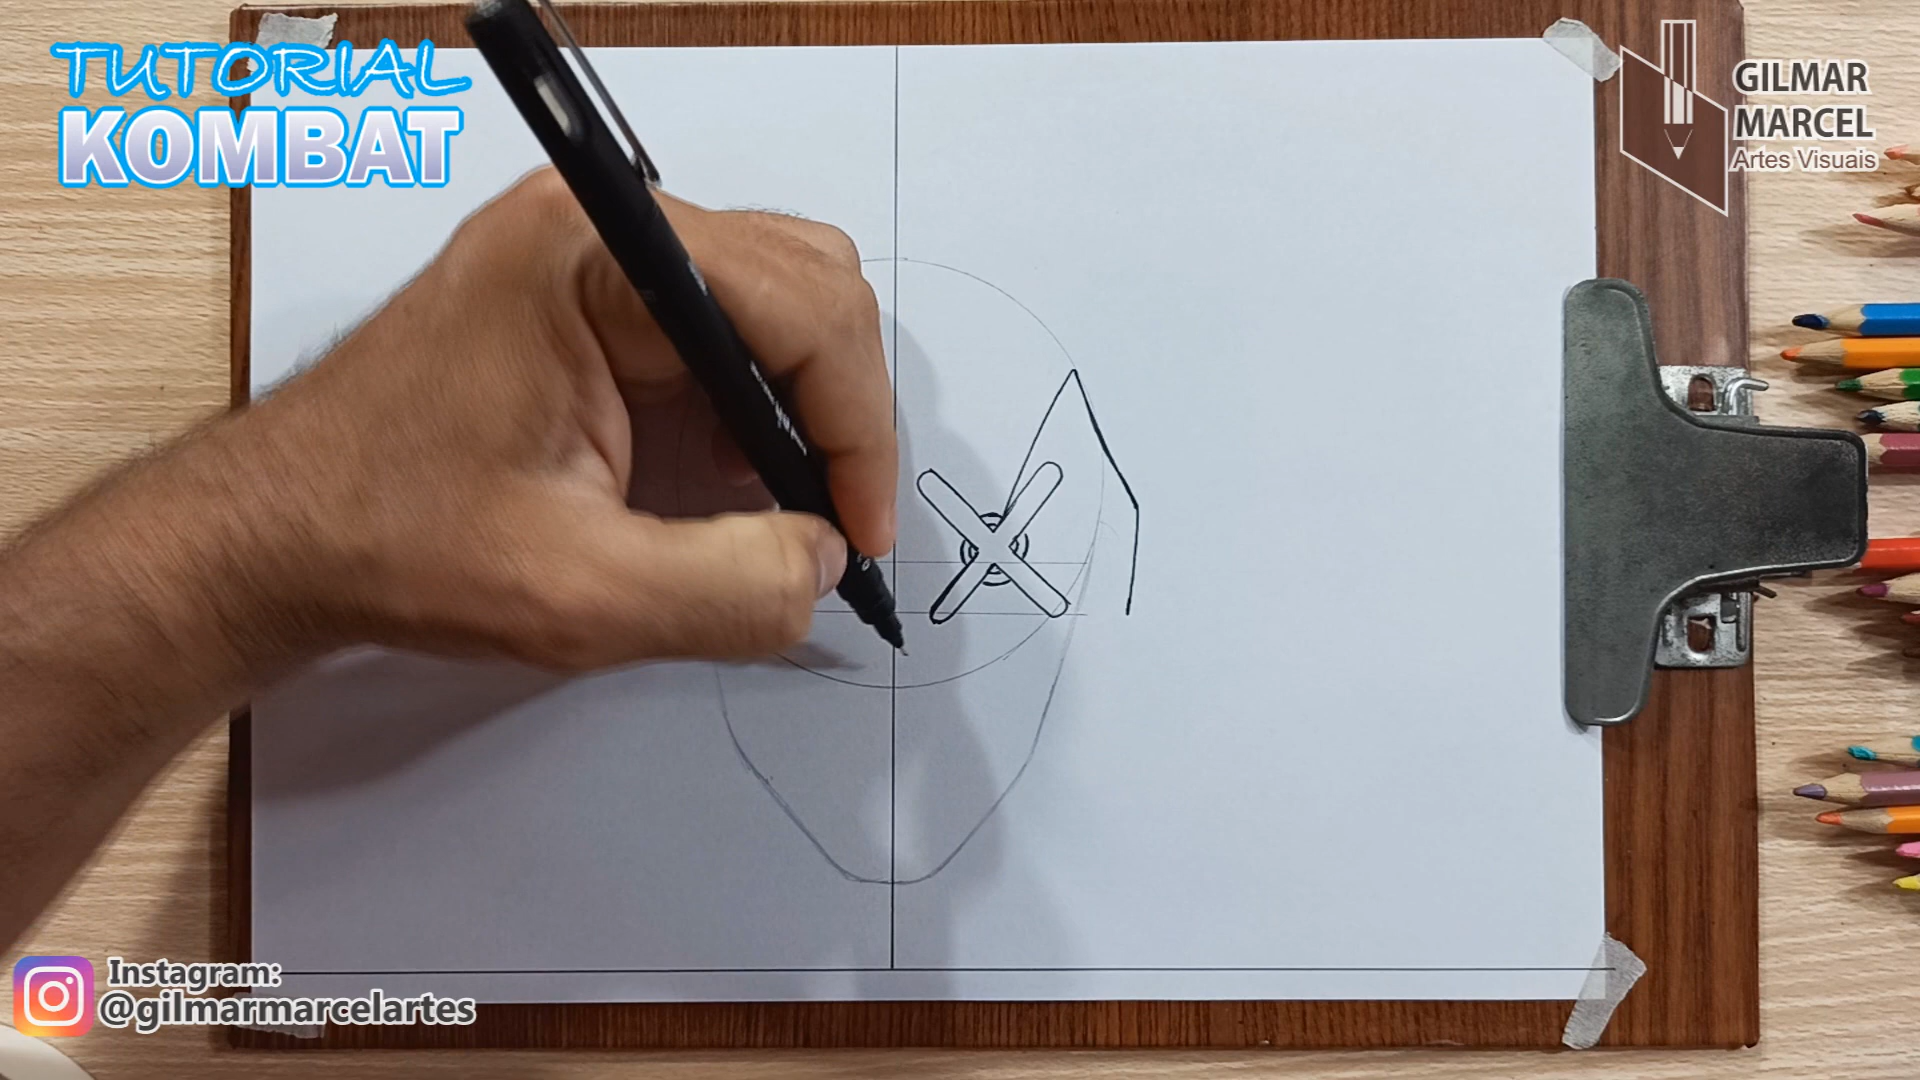 TUTORIAL
KOMBAT
GILMAR
MARCEL
Artes Visuais
Instagram:
@gilmarmarcelartes